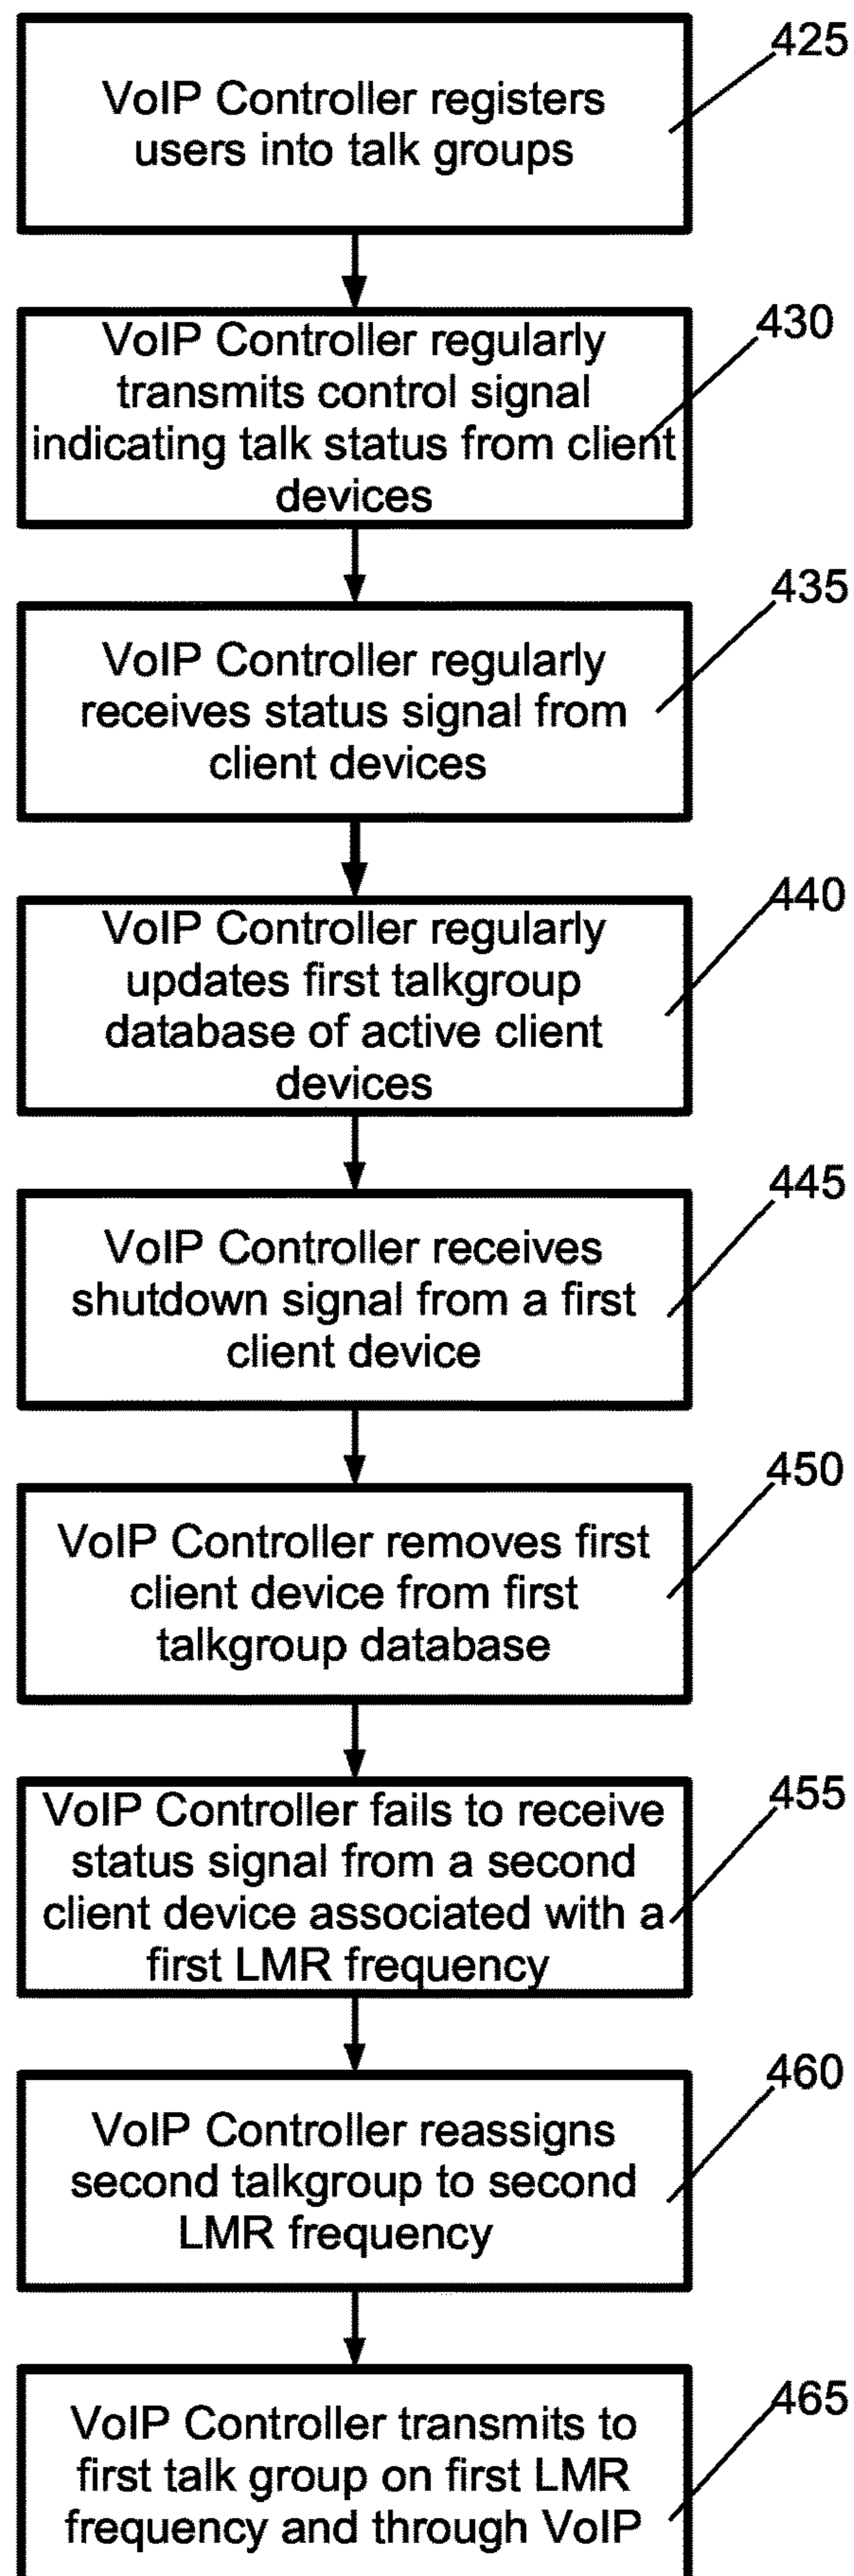 425
VoIP Controller registers
users into talk groups
430
VoIP Controller regularly
transmits control signal
indicating talk status from client
devices
435
VoIP Controller regularly
receives status signal from
client devices
440
VoIP Controller regularly
updates first talkgroup
database of active client
devices
445
VoIP Controller receives
shutdown signal from a first
client device
450
VoIP Controller removes first
client device from first
talkgroup database
455
VoIP Controller fails to receive
status signal from a second
client device associated with a
first LMR frequency
460
VoIP Controller reassigns
second talkgroup to second
LMR frequency
465
VoIP Controller transmits to
first talk group on first LMR
frequency and through VoIP